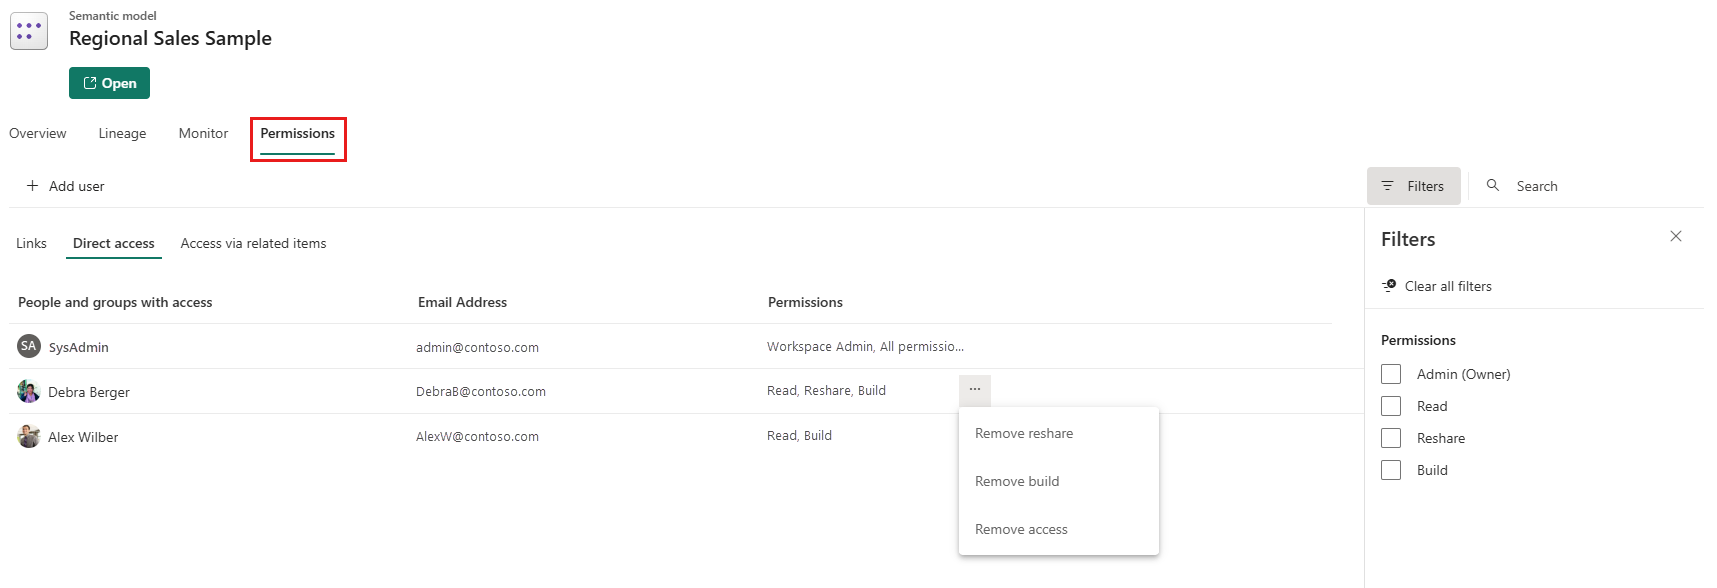 Semantic model
Regional Sales Sample
Open
Overview Lineage Monitor Permissions
+ Add user Filters Search
Links Direct access Access via related items
Filters
Clear all filters
People and groups with access Email Address Permissions
SA SysAdmin admin@contoso.com Workspace Admin, All permissio...
Debra Berger DebraB@contoso.com Read, Reshare, Build ...
Alex Wilber AlexW@contoso.com Read, Build
Remove reshare
Remove build
Remove access
Permissions
Admin (Owner)
Read
Reshare
Build